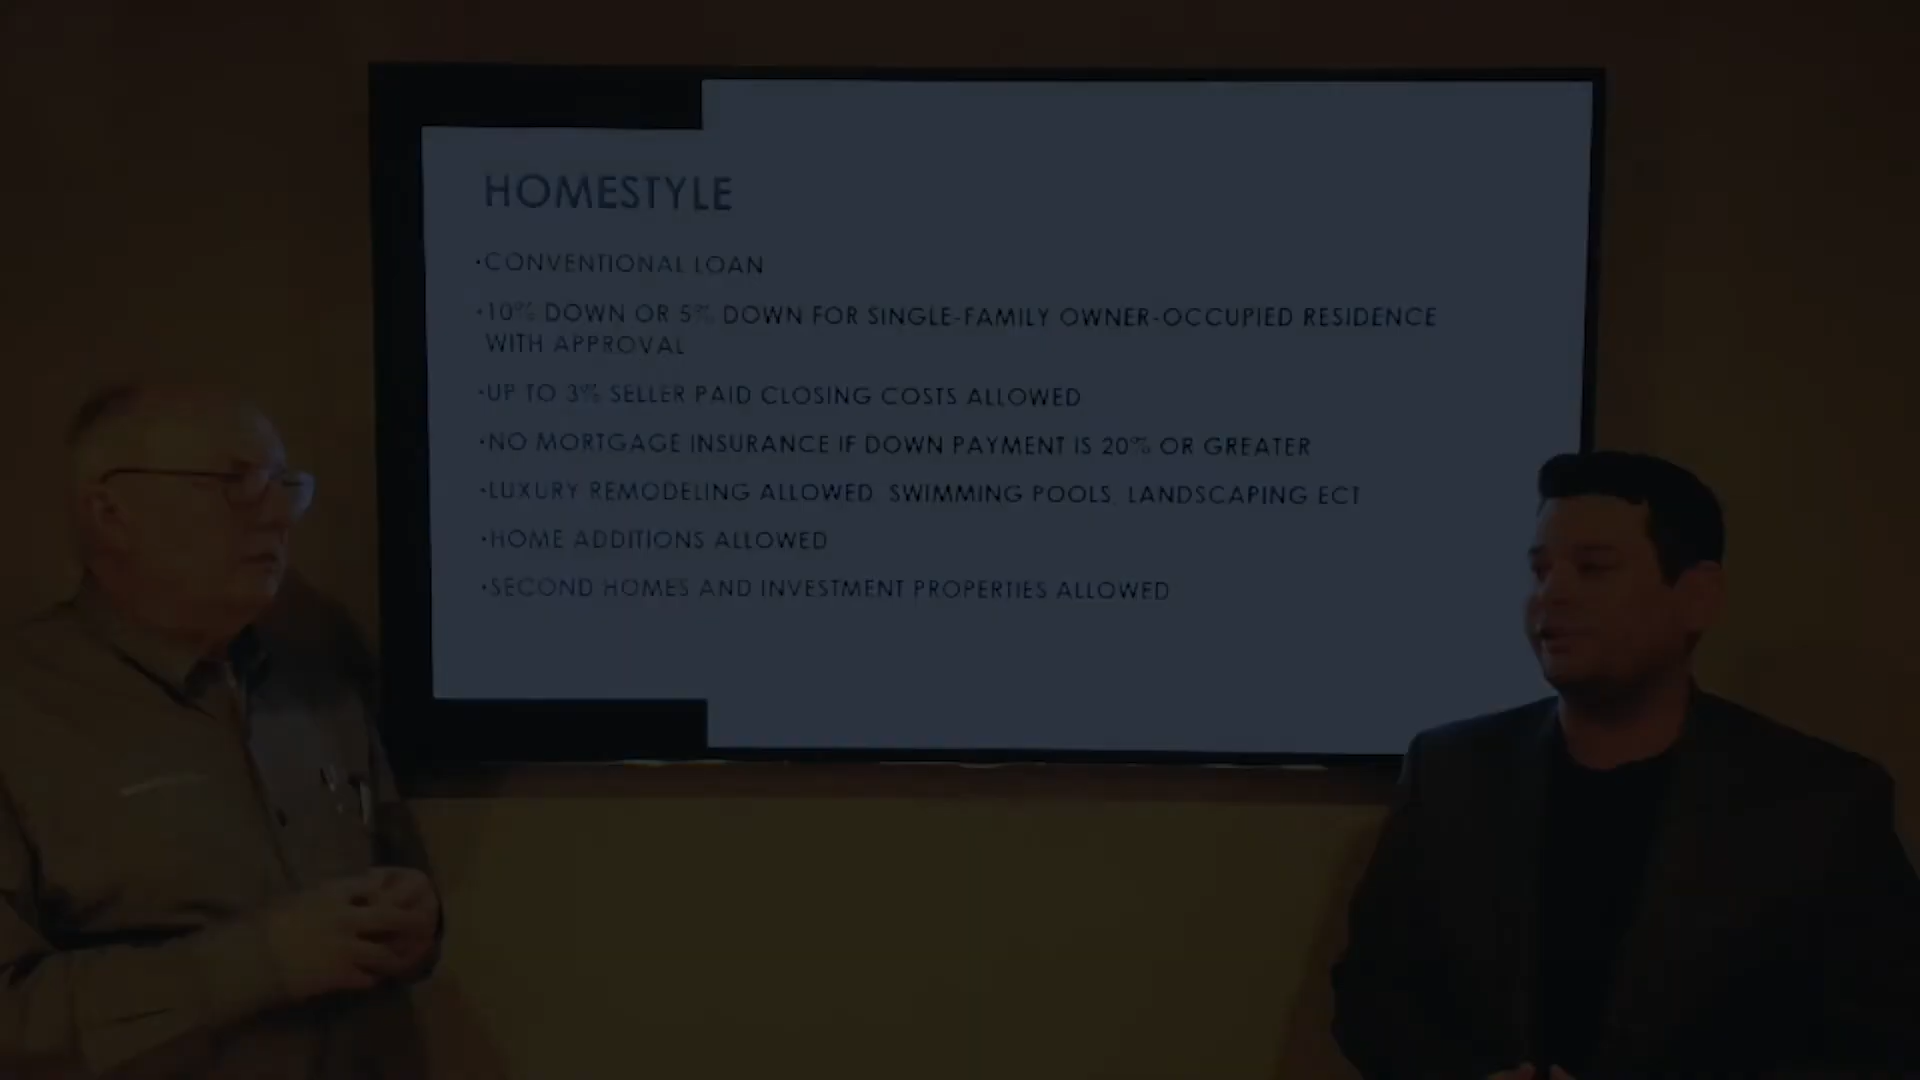 HOMESTYLE
•CONVENTIONAL LOAN
•10% DOWN OR 5% DOWN FOR SINGLE-FAMILY OWNER-OCCUPIED RESIDENCE
WITH APPROVAL
•UP TO 3% SELLER PAID CLOSING COSTS ALLOWED
•NO MORTGAGE INSURANCE IF DOWN PAYMENT IS 20% OR GREATER
•LUXURY REMODELING ALLOWED. SWIMMING POOLS, LANDSCAPING ECT
•HOME ADDITIONS ALLOWED
•SECOND HOMES AND INVESTMENT PROPERTIES ALLOWED